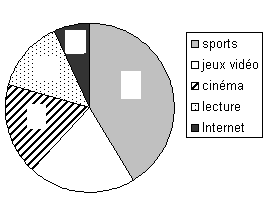 sports
jeux vidéo
cinéma
lecture
Internet